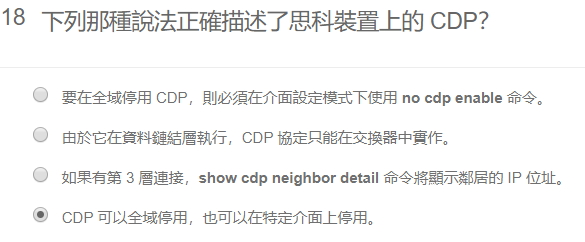 18 下列那種說法正確描述了思科裝置上的 CDP？
要在全域停用 CDP，則必須在介面設定模式下使用 no cdp enable 命令。
由於它在資料鏈結層執行，CDP 協定只能在交換器中實作。
如果有第 3 層連接，show cdp neighbor detail 命令將顯示鄰居的 IP 位址。
CDP 可以全域停用，也可以在特定介面上停用。